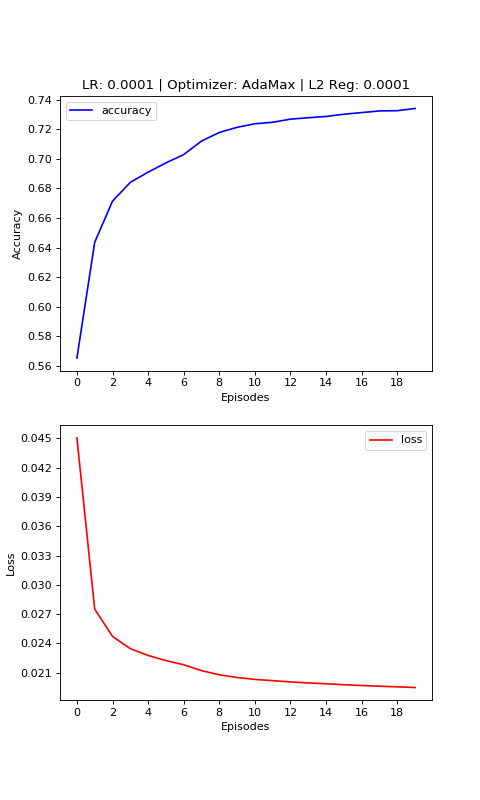 LR: 0.0001 | Optimizer: AdaMax | L2 Reg: 0.0001
accuracy
0.74
0.72
0.70
0.68
0.66
0.64
0.62
0.60
0.58
0.56
Accuracy
0 2 4 6 8 10 12 14 16 18
Episodes
loss
0.045
0.042
0.039
0.036
0.033
0.030
0.027
0.024
0.021
Loss
0 2 4 6 8 10 12 14 16 18
Episodes